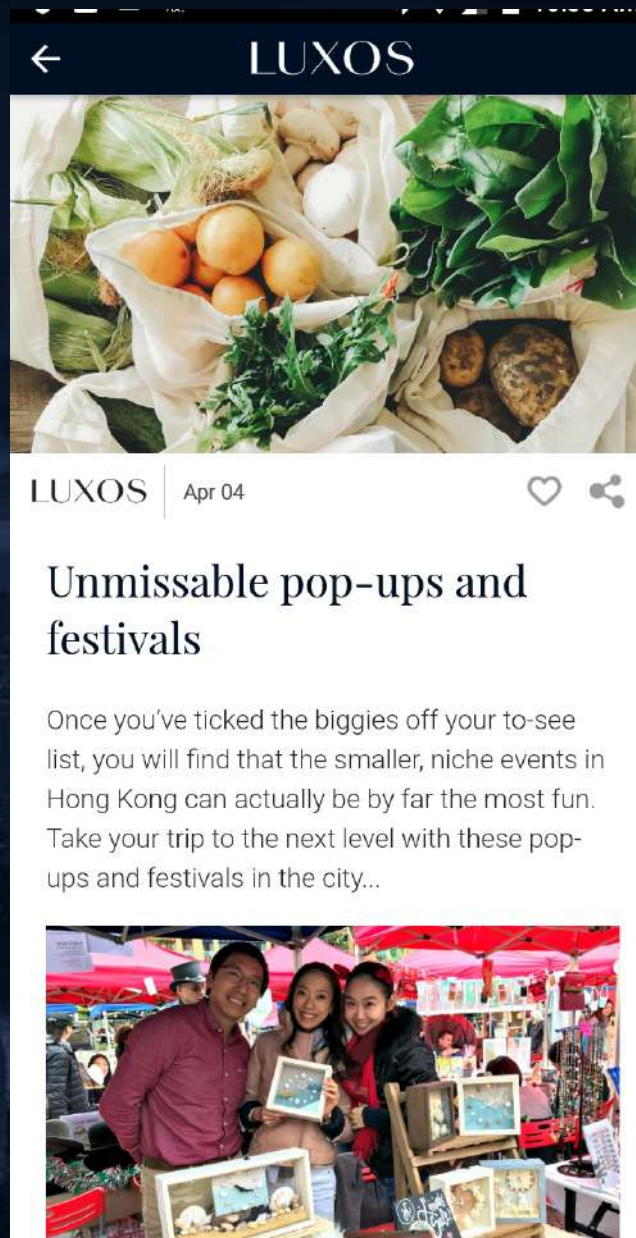 LUXOS
LUXOS
Apr 04
Unmissable pop-ups and
festivals
Once you've ticked the biggies off your to-see
list, you will find that the smaller, niche events in
Hong Kong can actually be by far the most fun.
Take your trip to the next level with these pop-
ups and festivals in the city...